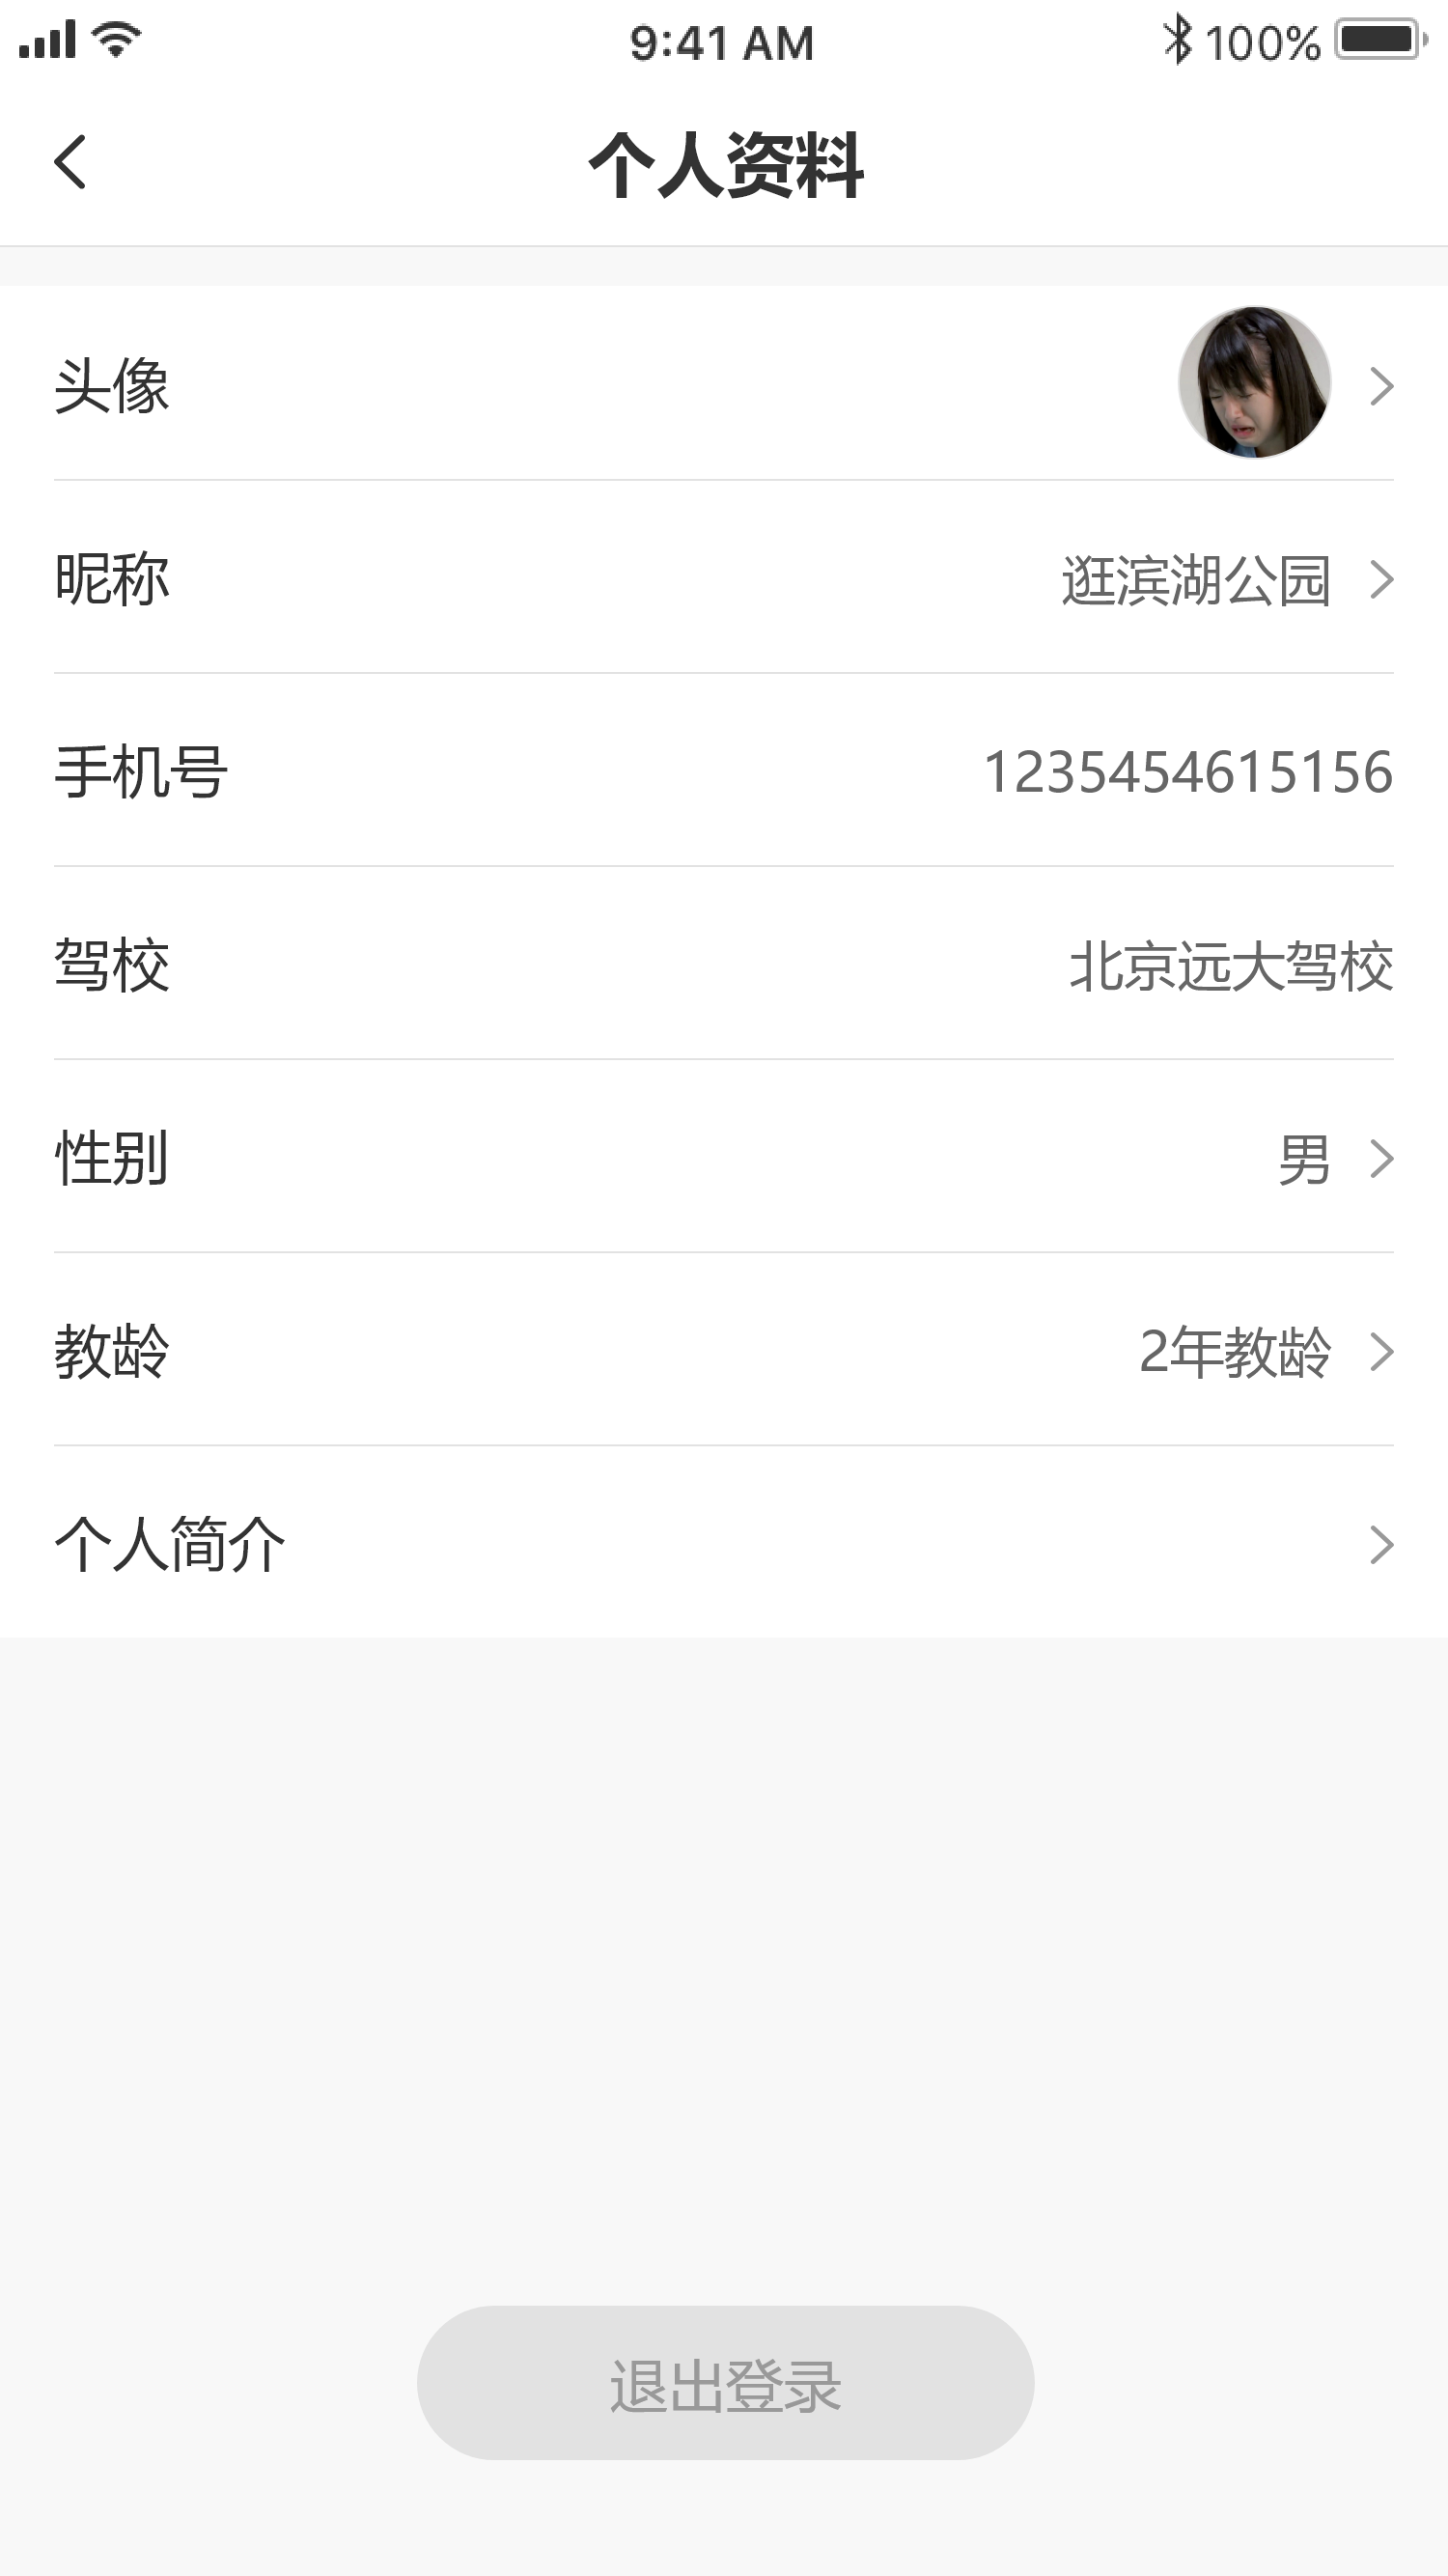 9:41 AM 100%
个人资料
头像
昵称 逛滨湖公园
手机号 1235454615156
驾校 北京远大驾校
性别 男
教龄 2年教龄
个人简介
退出登录